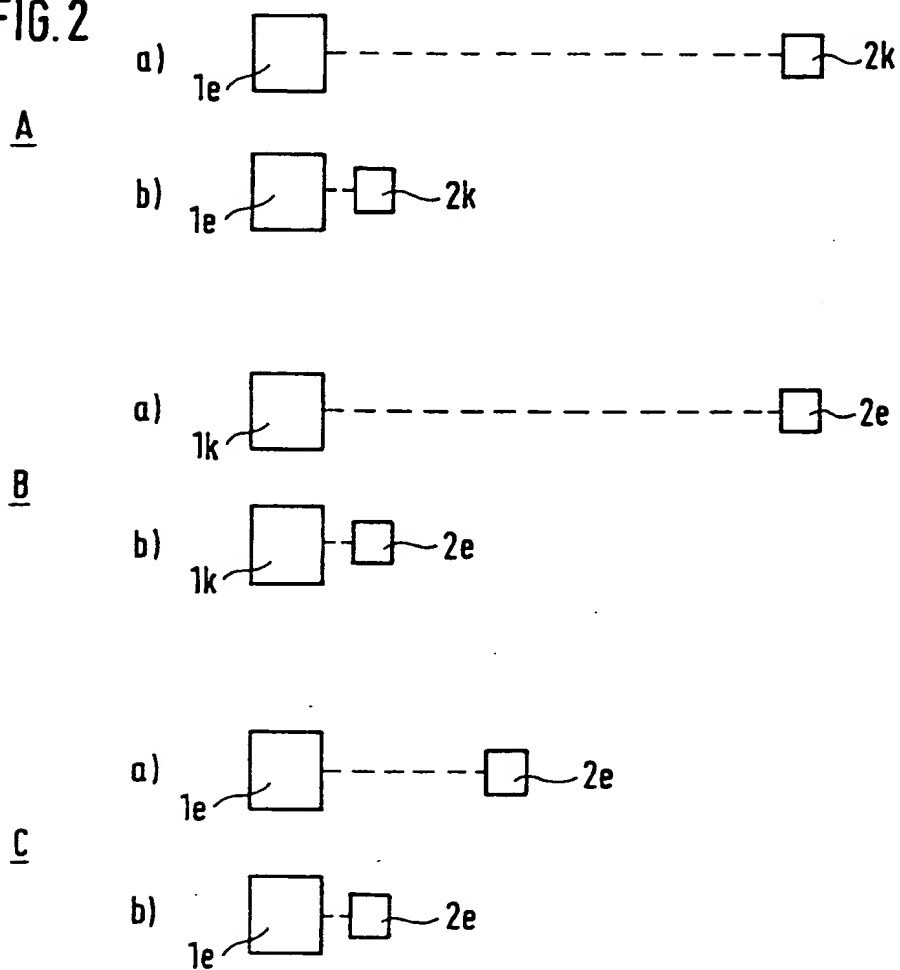 FIG. 2
a) 1e 2k
A
b) 1e 2k
a) 1k 2e
B
b) 1k 2e
a) 1e 2e
C
b) 1e 2e